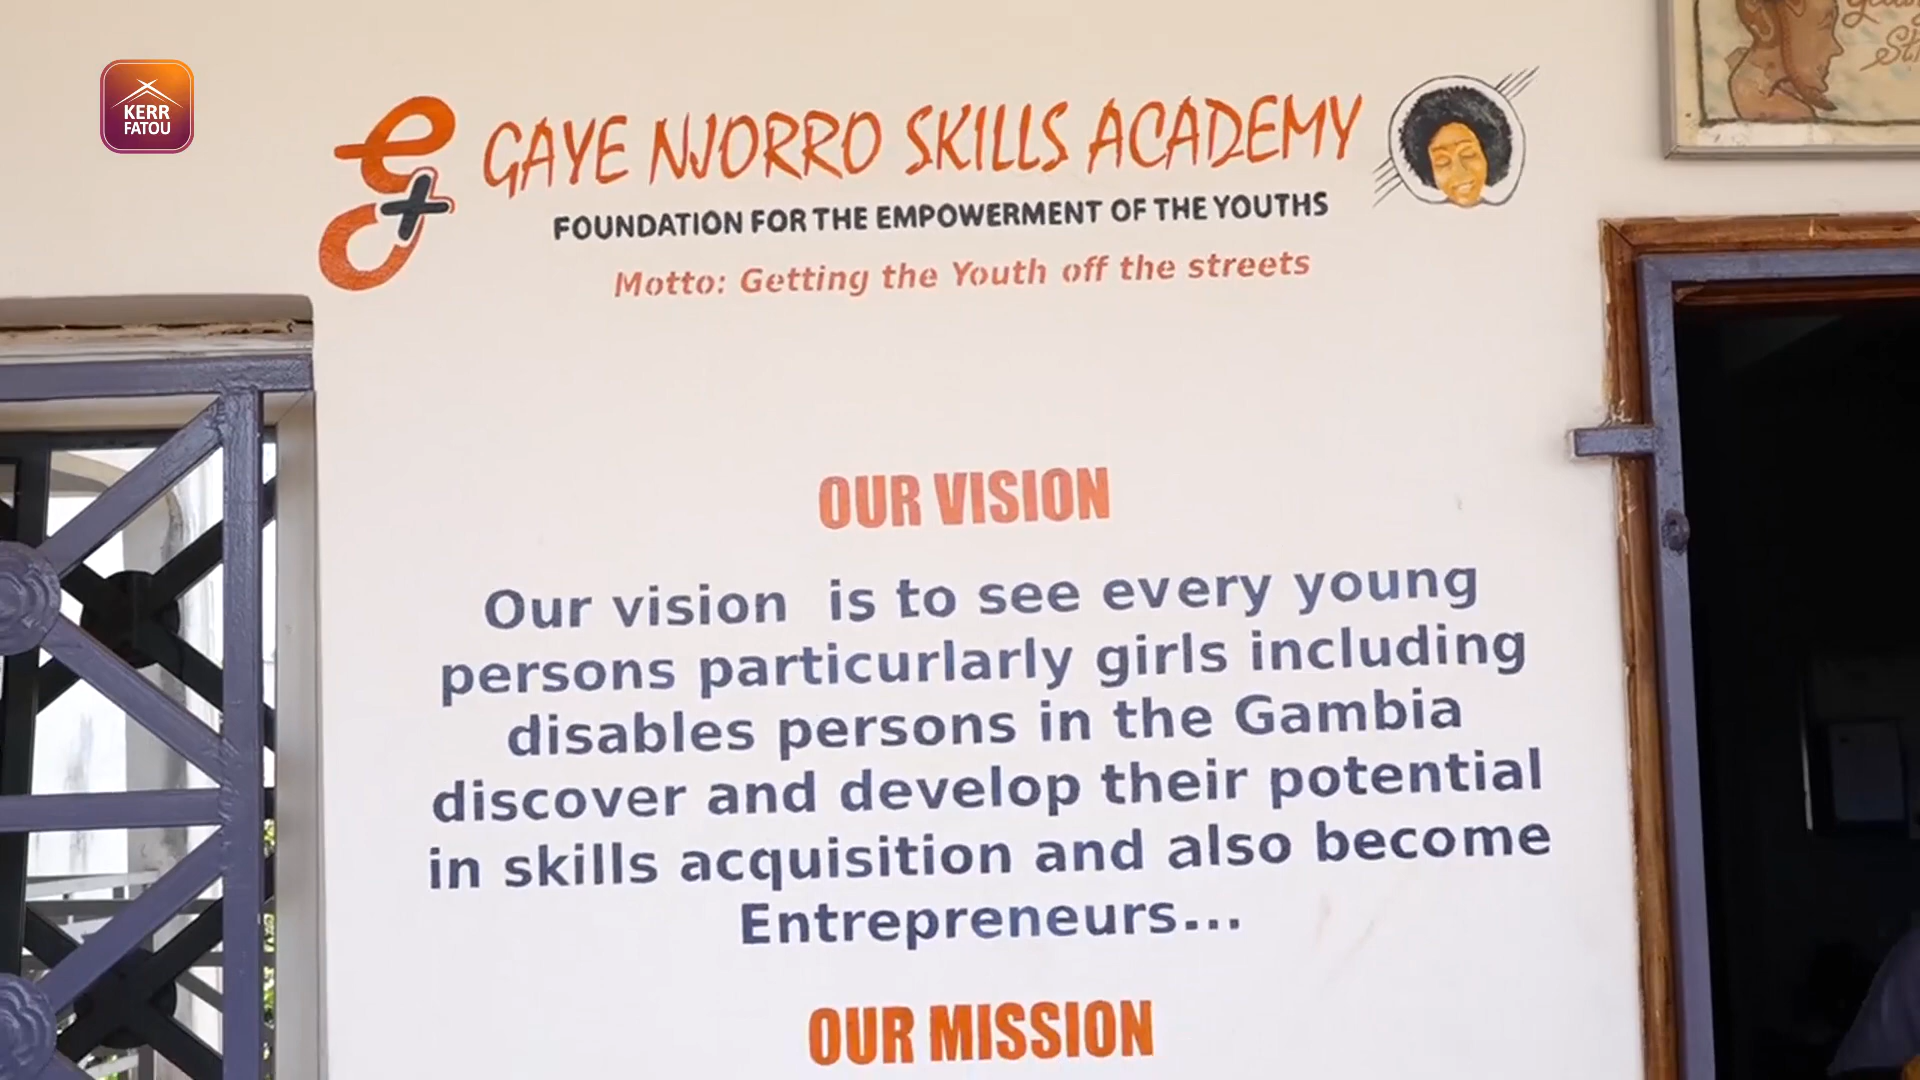 KERR
FATOU
GAYE NJORRO SKILLS ACADEMY
FOUNDATION FOR THE EMPOWERMENT OF THE YOUTHS
Motto: Getting the Youth off the streets
OUR VISION
Our vision is to see every young
persons particurlarly girls including
disables persons in the Gambia
discover and develop their potential
in skills acquisition and also become
Entrepreneurs...
OUR MISSION